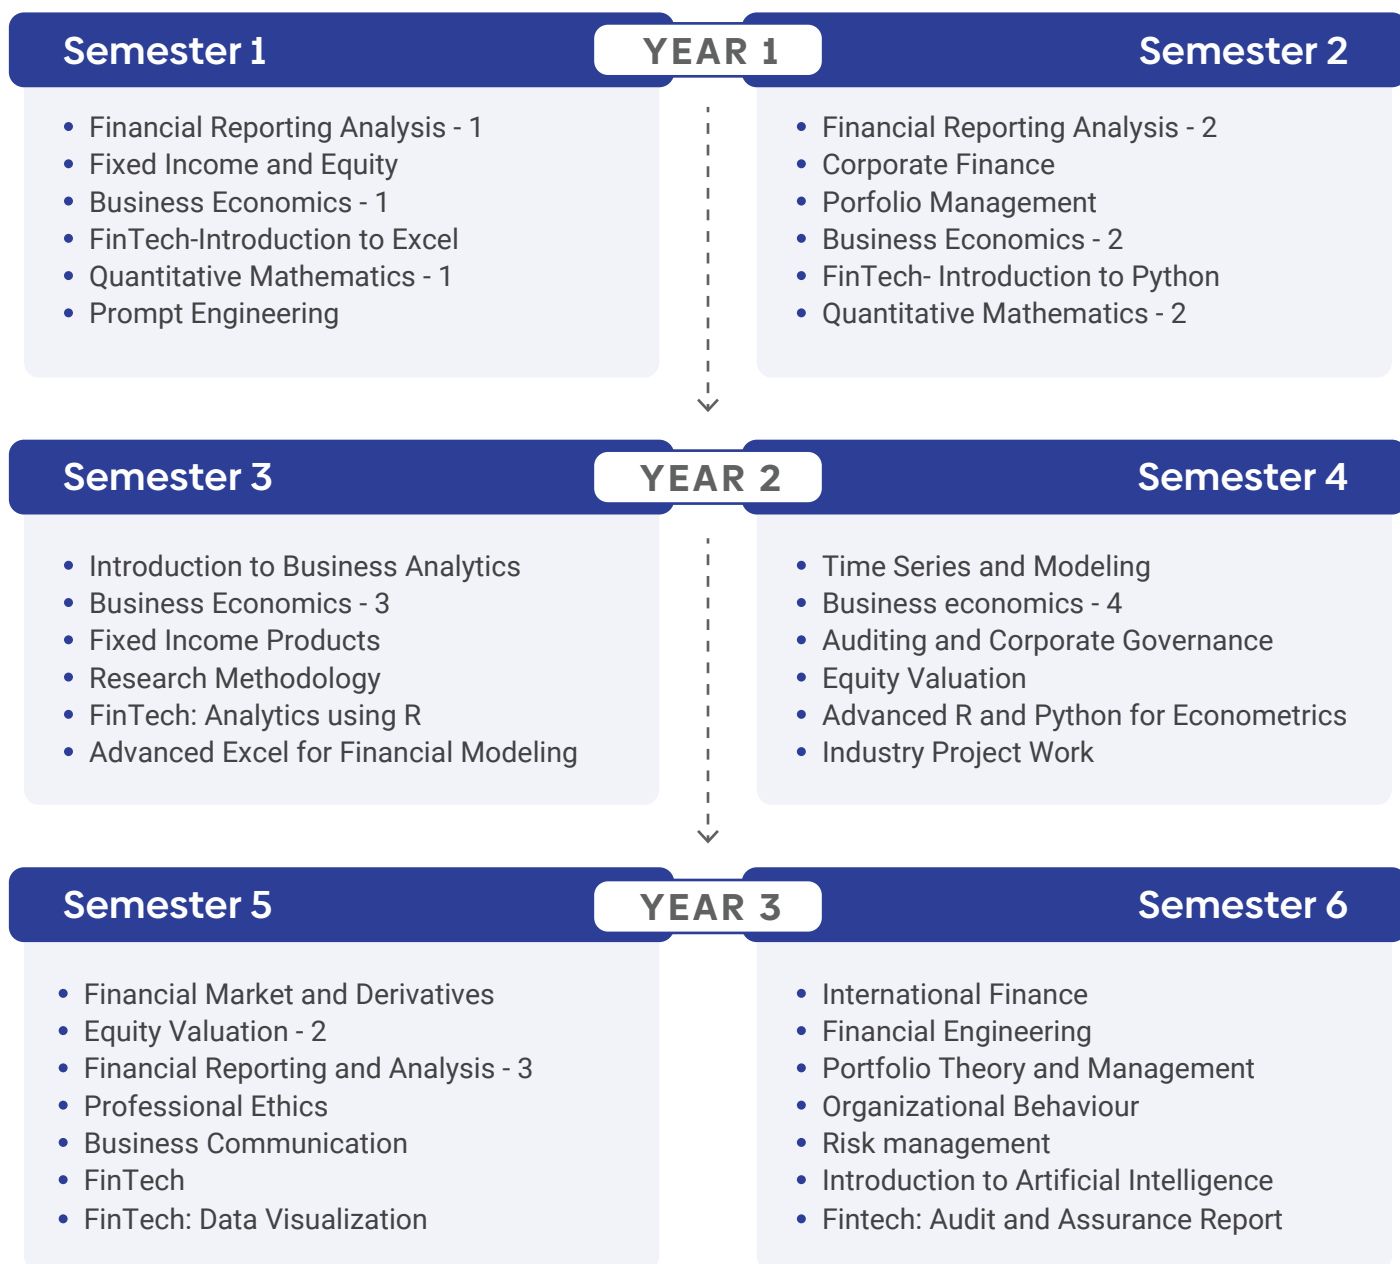 Semester 1
YEAR 1
Semester 2
Financial Reporting Analysis - 1
Fixed Income and Equity
Business Economics - 1
FinTech-Introduction to Excel
Quantitative Mathematics - 1
Prompt Engineering
Financial Reporting Analysis - 2
Corporate Finance
Porfolio Management
Business Economics - 2
FinTech- Introduction to Python
Quantitative Mathematics - 2
Semester 3
YEAR 2
Semester 4
Introduction to Business Analytics
Business Economics - 3
Fixed Income Products
Research Methodology
FinTech: Analytics using R
Advanced Excel for Financial Modeling
Time Series and Modeling
Business economics - 4
Auditing and Corporate Governance
Equity Valuation
Advanced R and Python for Econometrics
Industry Project Work
Semester 5
YEAR 3
Semester 6
Financial Market and Derivatives
Equity Valuation - 2
Financial Reporting and Analysis - 3
Professional Ethics
Business Communication
FinTech
FinTech: Data Visualization
International Finance
Financial Engineering
Portfolio Theory and Management
Organizational Behaviour
Risk management
Introduction to Artificial Intelligence
Fintech: Audit and Assurance Report